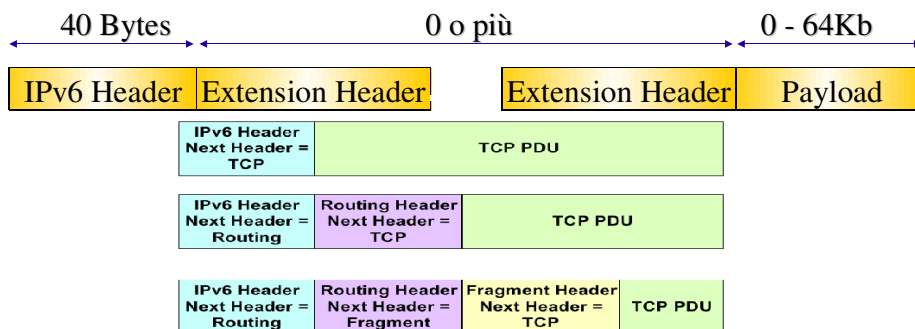 40 Bytes 0 o più 0 - 64Kb
IPv6 Header Extension Header Extension Header Payload
IPv6 Header
Next Header =
TCP
TCP PDU
IPv6 Header
Next Header =
Routing
Routing Header
Next Header =
TCP
TCP PDU
IPv6 Header
Next Header =
Routing
Routing Header
Next Header =
Fragment
Fragment Header
Next Header =
TCP
TCP PDU